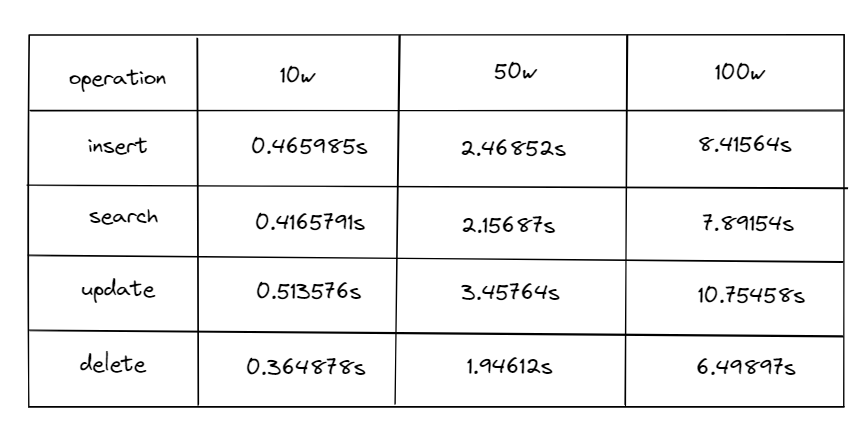 operation 10w 50w 100w
insert 0.465985s 2.46852s 8.41564s
search 0.4165791s 2.15687s 7.89154s
update 0.513576s 3.45764s 10.75458s
delete 0.364878s 1.94612s 6.49897s